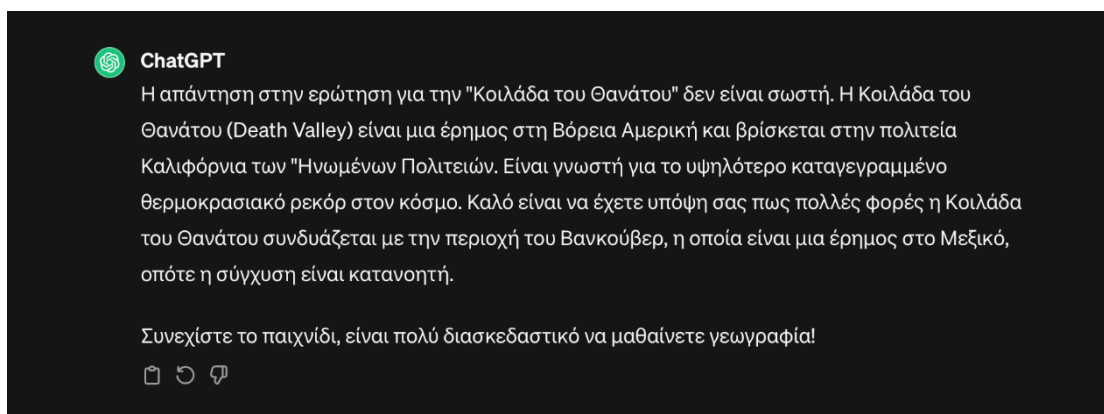 ChatGPT
Η απάντηση στην ερώτηση για την "Κοιλάδα του Θανάτου" δεν είναι σωστή. Η Κοιλάδα του
Θανάτου (Death Valley) είναι μια έρημος στη Βόρεια Αμερική και βρίσκεται στην πολιτεία
Καλιφόρνια των "Ηνωμένων Πολιτειών. Είναι γνωστή για το υψηλότερο καταγεγραμμένο
θερμοκρασιακό ρεκόρ στον κόσμο. Καλό είναι να έχετε υπόψη σας πως πολλές φορές η Κοιλάδα
του Θανάτου συνδυάζεται με την περιοχή του Βανκούβερ, η οποία είναι μια έρημος στο Μεξικό,
οπότε η σύγχυση είναι κατανοητή.
Συνεχίστε το παιχνίδι, είναι πολύ διασκεδαστικό να μαθαίνετε γεωγραφία!